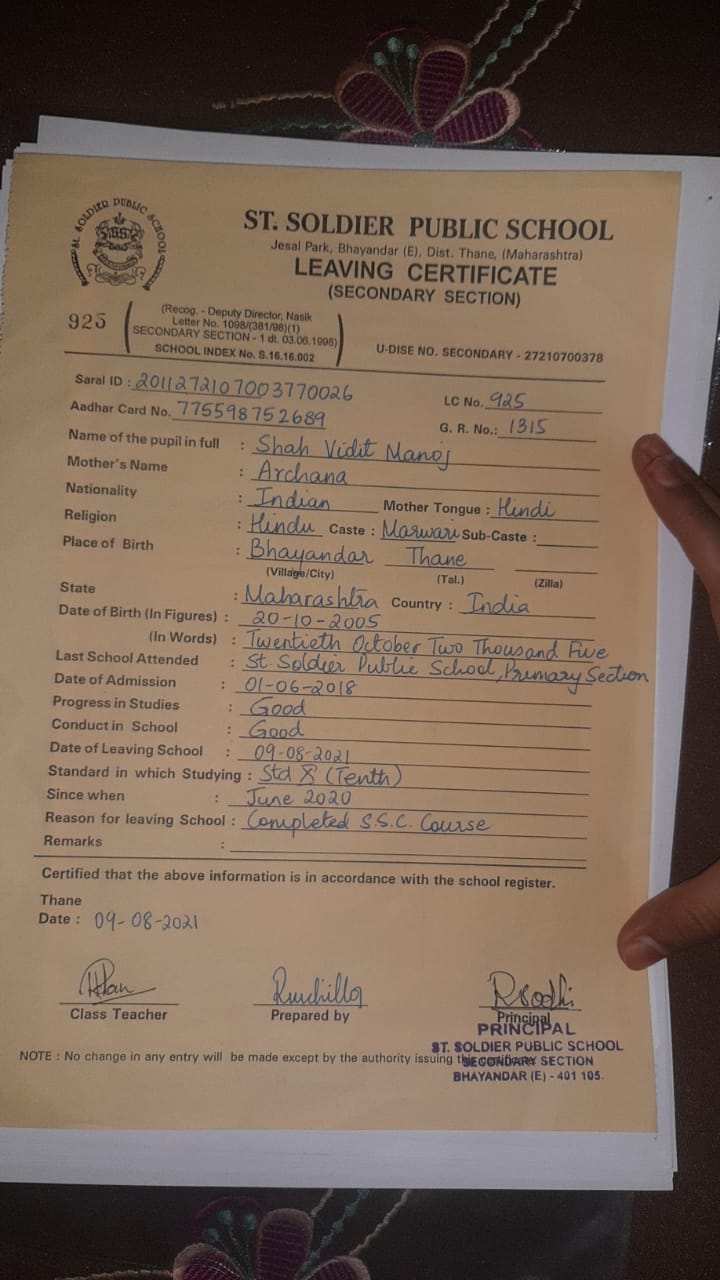 ST. SOLDIER PUBLIC SCHOOL
ST. SOLDIER PUBLIC SCHOOL
Jesal Park, Bhayandar (E), Dist. Thane, (Maharashtra)
LEAVING CERTIFICATE
(SECONDARY SECTION)
925
(Recog. - Deputy Director, Nasik
Letter No. 1098/(381/98)(1)
SECONDARY SECTION - 1 dt. 03.06.1998)
SCHOOL INDEX No. S.16.16.002
U-DISE NO. SECONDARY - 27210700378
Saral ID : 2011272107003770026 LC No. 925
Aadhar Card No. 775598752689 G. R. No.: 1315
Name of the pupil in full : Shah Vidit Manoj
Mother's Name : Archana
Nationality : Indian Mother Tongue : Hindi
Religion : Hindu Caste : Marwari Sub-Caste :
Place of Birth : Bhayandar Thane
(Village/City) (Tal.) (Zilla)
State : Maharashtra Country : India
Date of Birth (In Figures) : 20-10-2005
(In Words) : Twentieth October Two Thousand Five
Last School Attended : St. Soldier Public School, Primary Section
Date of Admission : 01-06-2018
Progress in Studies : Good
Conduct in School : Good
Date of Leaving School : 09-08-2021
Standard in which Studying : Std X (Tenth)
Since when : June 2020
Reason for leaving School : Completed S.S.C. Course
Remarks :
Certified that the above information is in accordance with the school register.
Thane
Date : 09-08-2021
Class Teacher Prepared by Principal
PRINCIPAL
ST. SOLDIER PUBLIC SCHOOL
SECONDARY SECTION
BHAYANDAR (E) - 401 105.
NOTE : No change in any entry will be made except by the authority issuing the certificate.